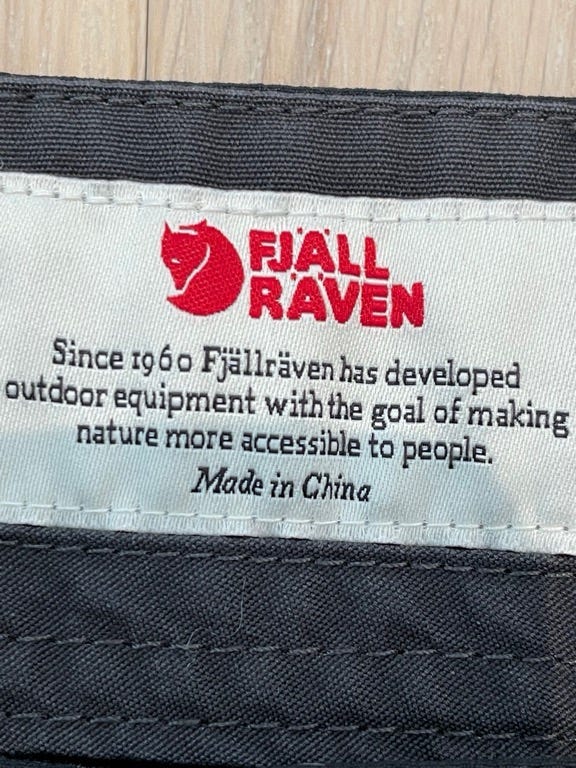 FJÄLL
RÄVEN
Since 1960 Fjällräven has developed
outdoor equipment with the goal of making
nature more accessible to people.
Made in China